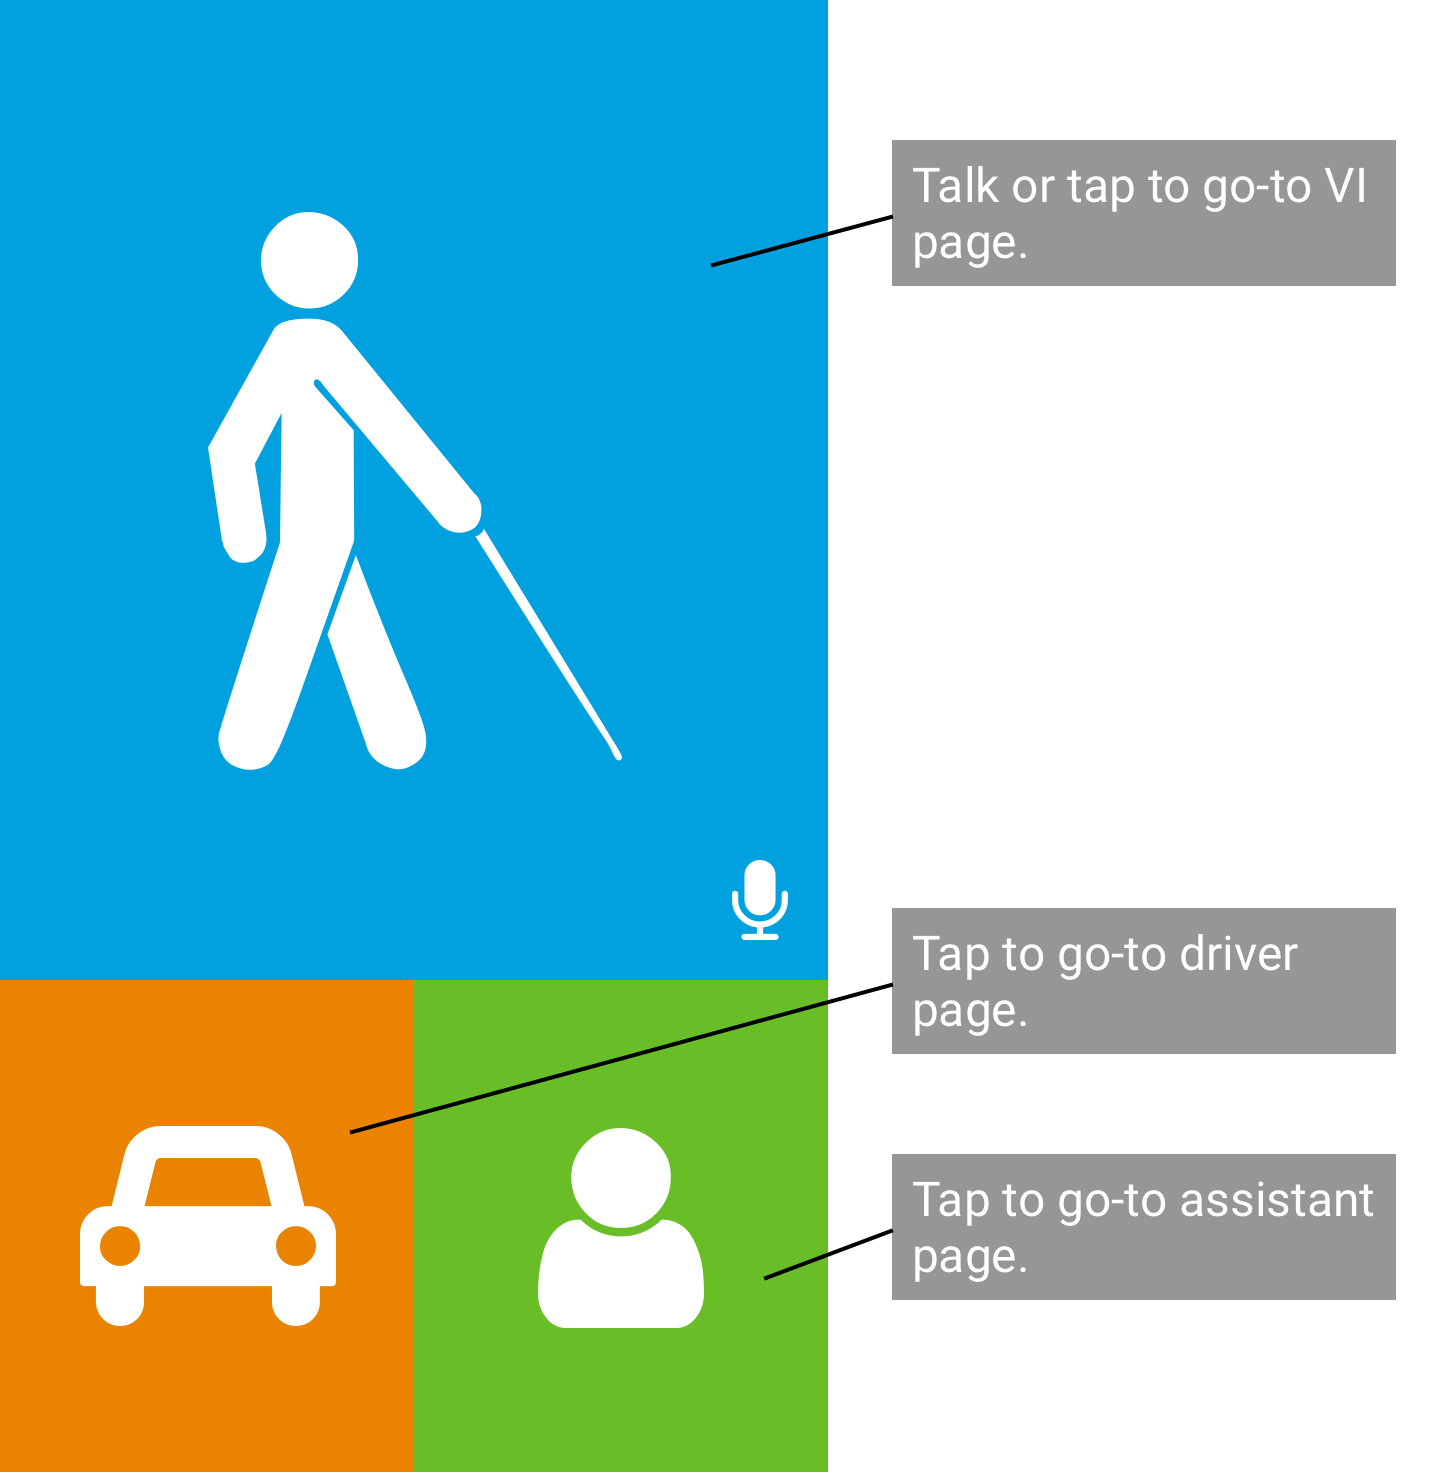 Talk or tap to go-to VI
page.
Tap to go-to driver
page.
Tap to go-to assistant
page.